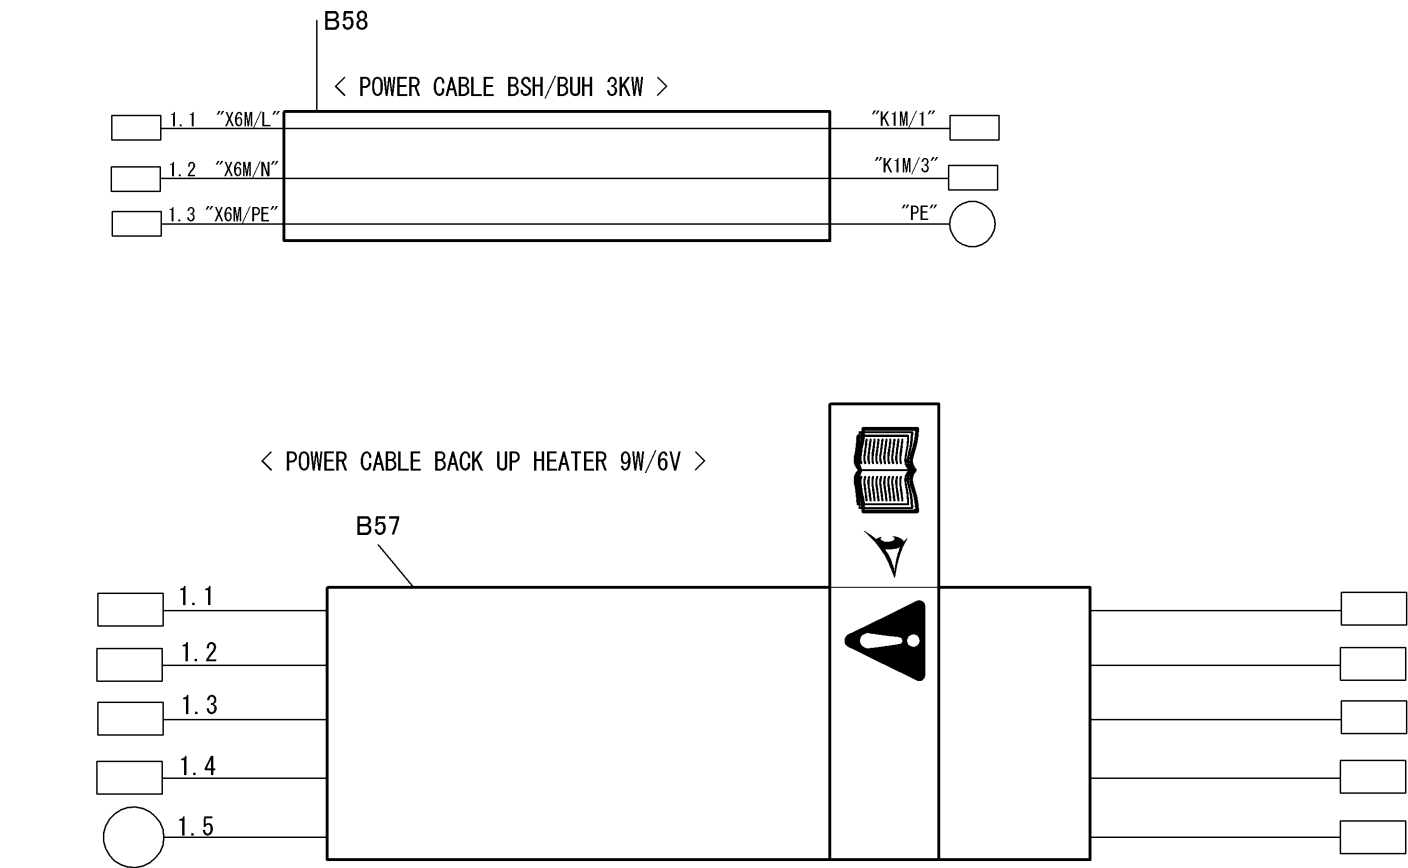 B58
< POWER CABLE BSH/BUH 3KW >
1.1 "X6M/L" "K1M/1"
1.2 "X6M/N" "K1M/3"
1.3 "X6M/PE" "PE"
< POWER CABLE BACK UP HEATER 9W/6V >
B57
1.1
1.2
1.3
1.4
1.5